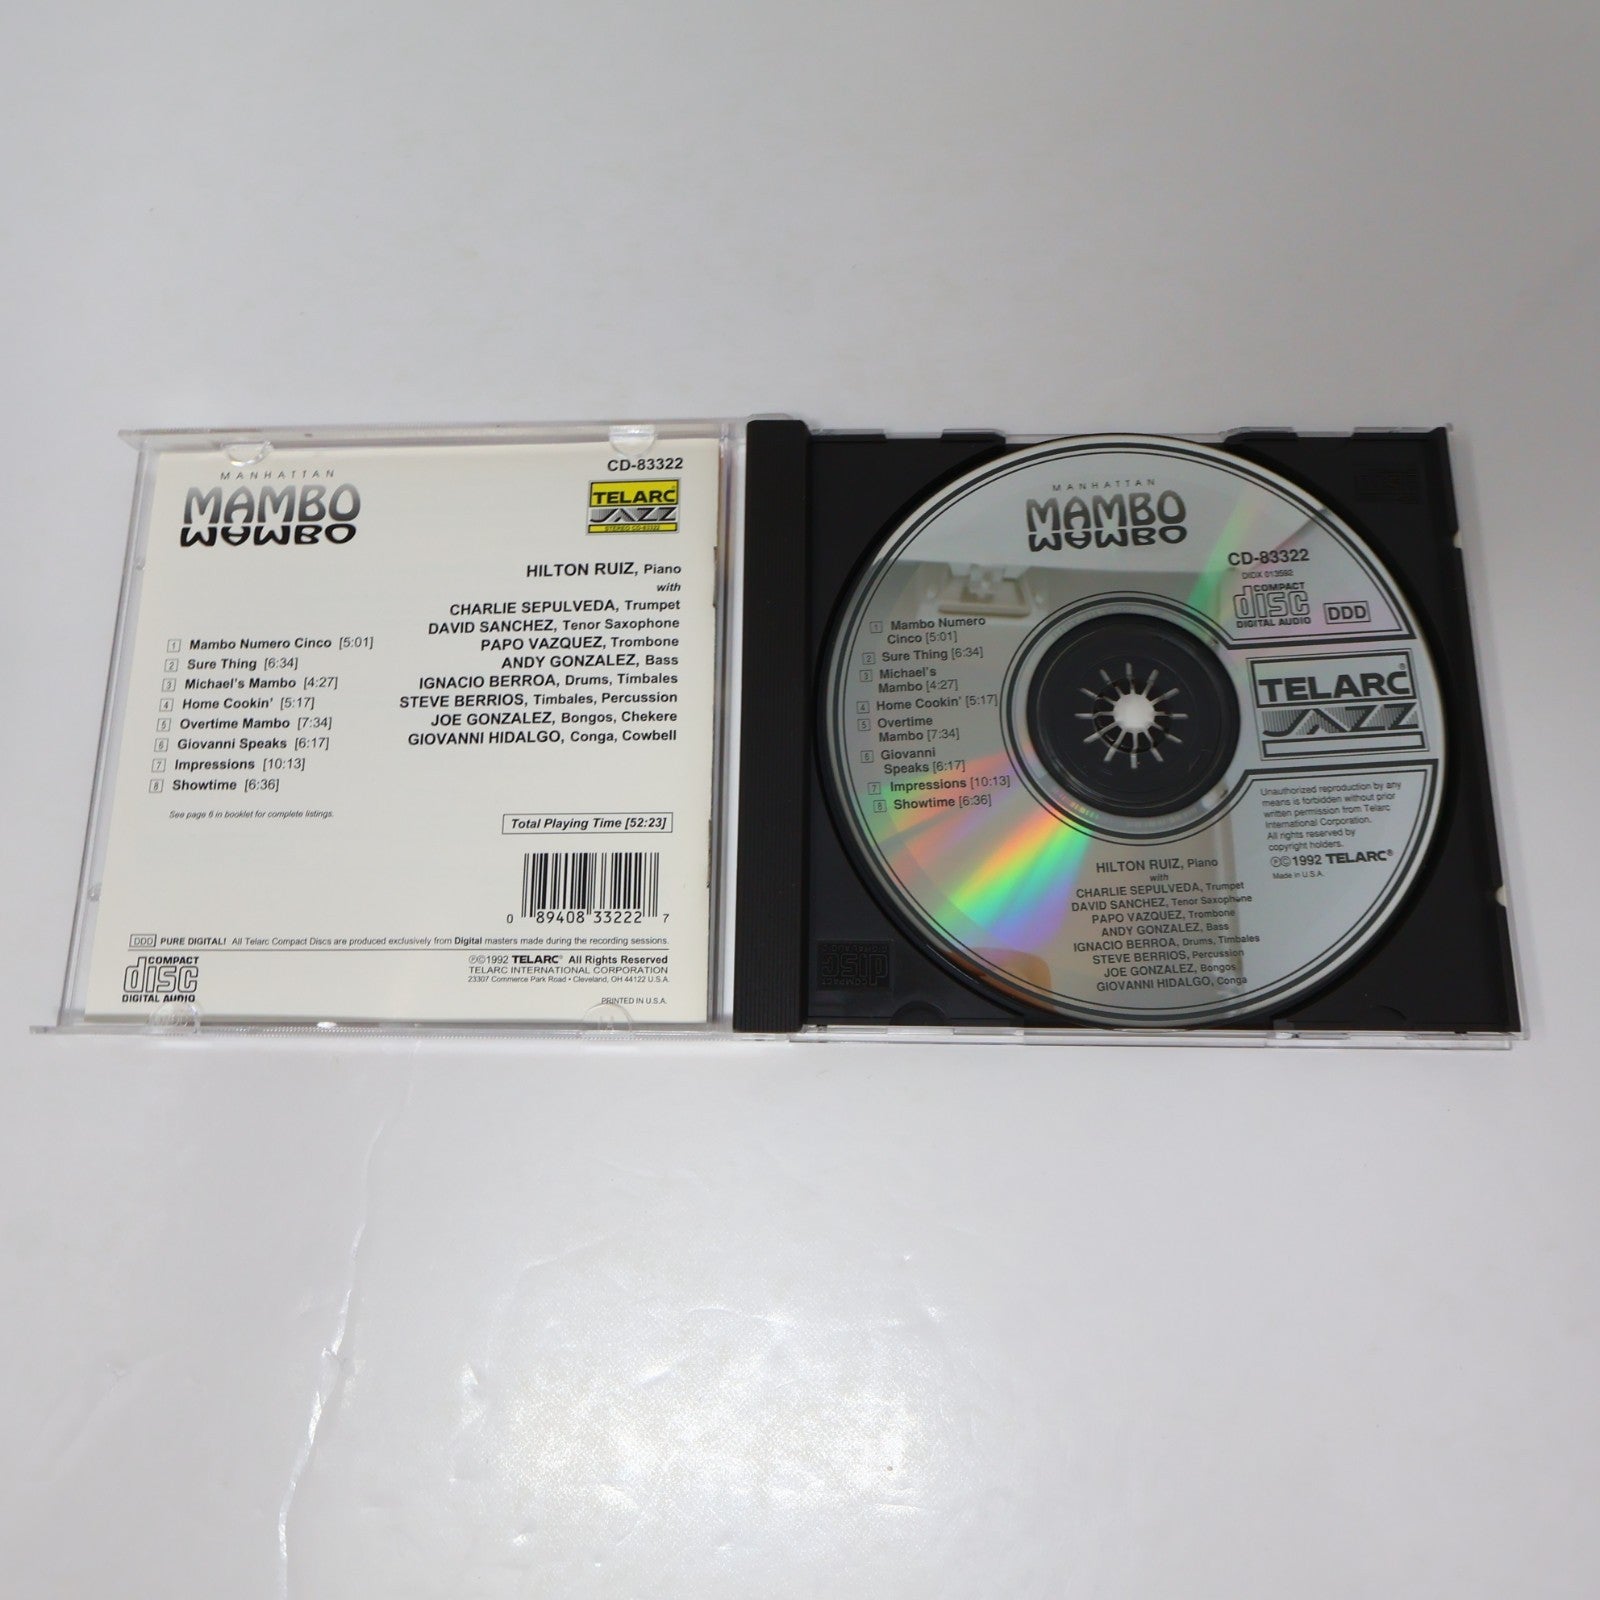 MANHATTAN
MAMBO
MAMBO
CD-83322
TELARC®
JAZZ
STEREO CD-83322
HILTON RUIZ, Piano
with
CHARLIE SEPULVEDA, Trumpet
DAVID SANCHEZ, Tenor Saxophone
PAPO VAZQUEZ, Trombone
ANDY GONZALEZ, Bass
IGNACIO BERROA, Drums, Timbales
STEVE BERRIOS, Timbales, Percussion
JOE GONZALEZ, Bongos, Chekere
GIOVANNI HIDALGO, Conga, Cowbell
1 Mambo Numero Cinco [5:01]
2 Sure Thing [6:34]
3 Michael's Mambo [4:27]
4 Home Cookin' [5:17]
5 Overtime Mambo [7:34]
6 Giovanni Speaks [6:17]
7 Impressions [10:13]
8 Showtime [6:36]
See page 6 in booklet for complete listings.
Total Playing Time [52:23]
0 89408 33222 7
DDD PURE DIGITAL! All Telarc Compact Discs are produced exclusively from Digital masters made during the recording sessions.
COMPACT
disc
DIGITAL AUDIO
℗©1992 TELARC® All Rights Reserved
TELARC INTERNATIONAL CORPORATION
23307 Commerce Park Road • Cleveland, OH 44122 U.S.A.
PRINTED IN U.S.A.
MANHATTAN
MAMBO
MAMBO
CD-83322
DIDX 013592
COMPACT
disc
DIGITAL AUDIO
DDD
1 Mambo Numero
Cinco [5:01]
2 Sure Thing [6:34]
3 Michael's
Mambo [4:27]
4 Home Cookin' [5:17]
5 Overtime
Mambo [7:34]
6 Giovanni
Speaks [6:17]
7 Impressions [10:13]
8 Showtime [6:36]
TELARC®
JAZZ
Unauthorized reproduction by any
means is forbidden without prior
written permission from Telarc
International Corporation.
All rights reserved by
copyright holders.
℗©1992 TELARC®
Made in U.S.A.
HILTON RUIZ, Piano
with
CHARLIE SEPULVEDA, Trumpet
DAVID SANCHEZ, Tenor Saxophone
PAPO VAZQUEZ, Trombone
ANDY GONZALEZ, Bass
IGNACIO BERROA, Drums, Timbales
STEVE BERRIOS, Percussion
JOE GONZALEZ, Bongos
GIOVANNI HIDALGO, Conga
COMPACT
disc
DIGITAL AUDIO